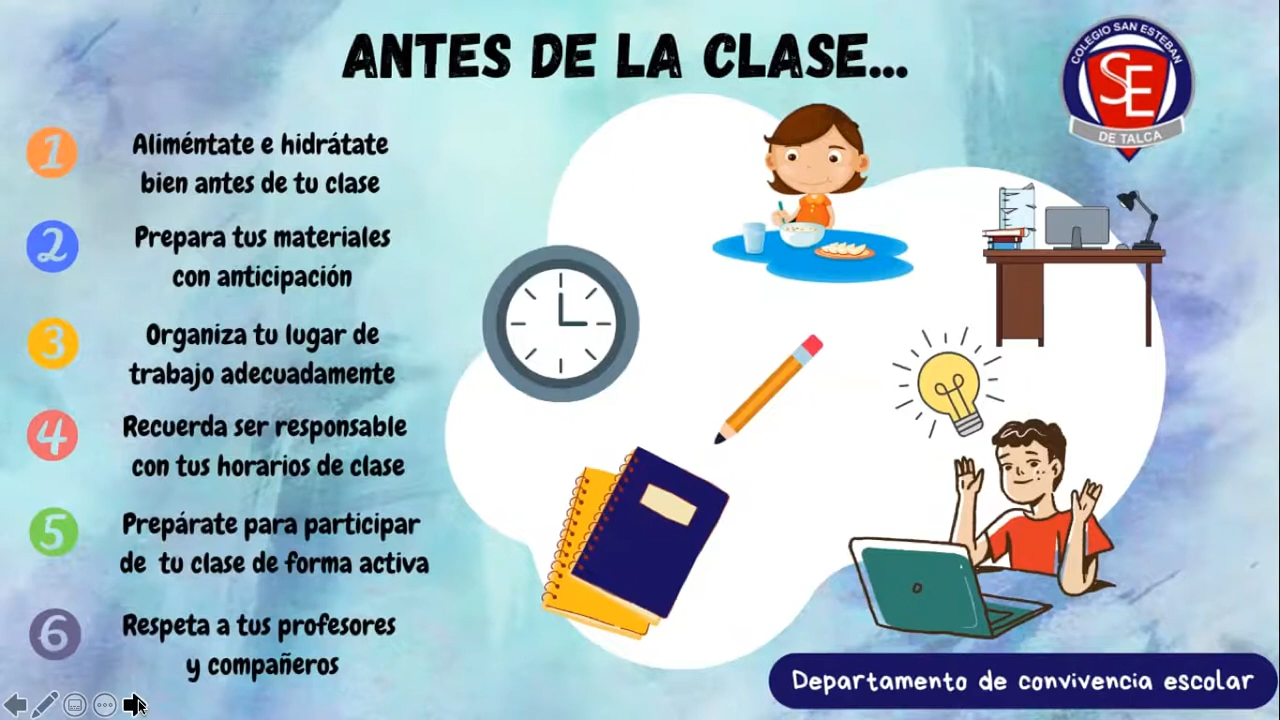 ANTES DE LA CLASE...
COLEGIO SAN ESTEBAN
SE
DE TALCA
1
Aliméntate e hidrátate
bien antes de tu clase
2
Prepara tus materiales
con anticipación
3
Organiza tu lugar de
trabajo adecuadamente
4
Recuerda ser responsable
con tus horarios de clase
5
Prepárate para participar
de tu clase de forma activa
6
Respeta a tus profesores
y compañeros
Departamento de convivencia escolar